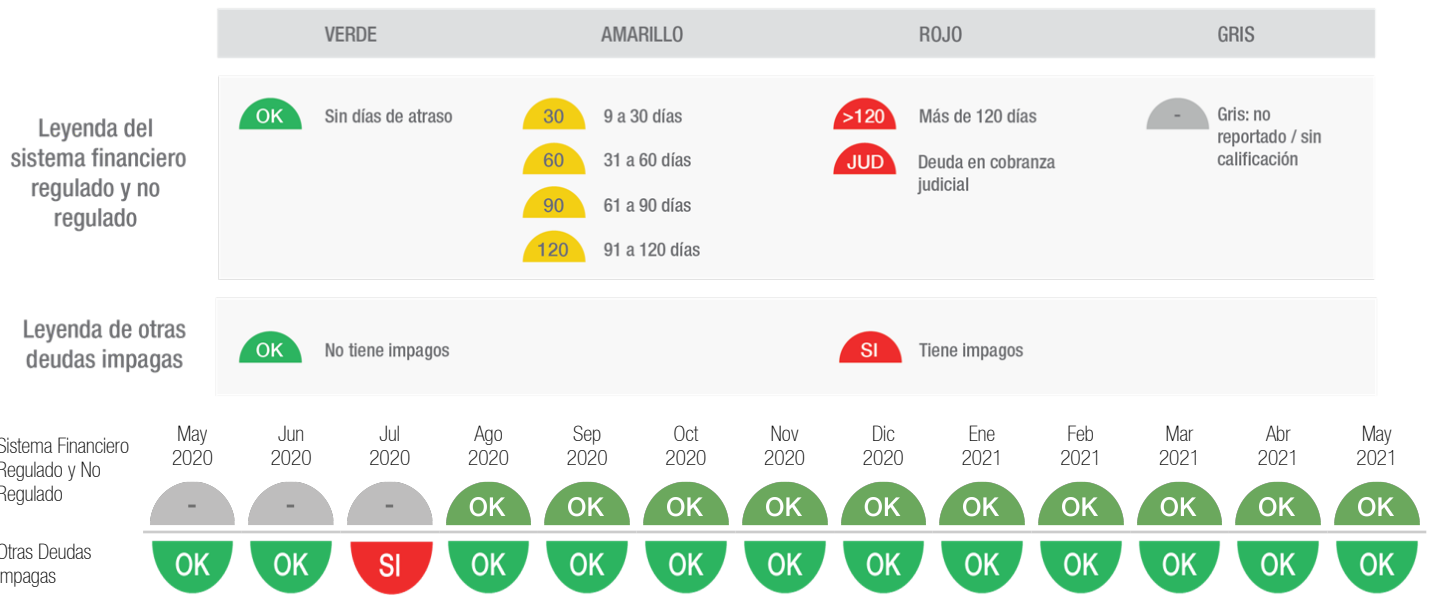 VERDE AMARILLO ROJO GRIS
Leyenda del
sistema financiero
regulado y no
regulado
OK Sin días de atraso
30 9 a 30 días
60 31 a 60 días
90 61 a 90 días
120 91 a 120 días
>120 Más de 120 días
JUD Deuda en cobranza
judicial
- Gris: no
reportado / sin
calificación
Leyenda de otras
deudas impagas
OK No tiene impagos
SI Tiene impagos
Sistema Financiero
Regulado y No
Regulado
May Jun Jul Ago Sep Oct Nov Dic Ene Feb Mar Abr May
2020 2020 2020 2020 2020 2020 2020 2020 2021 2021 2021 2021 2021
- - - OK OK OK OK OK OK OK OK OK OK
Otras Deudas
Impagas
OK OK SI OK OK OK OK OK OK OK OK OK OK